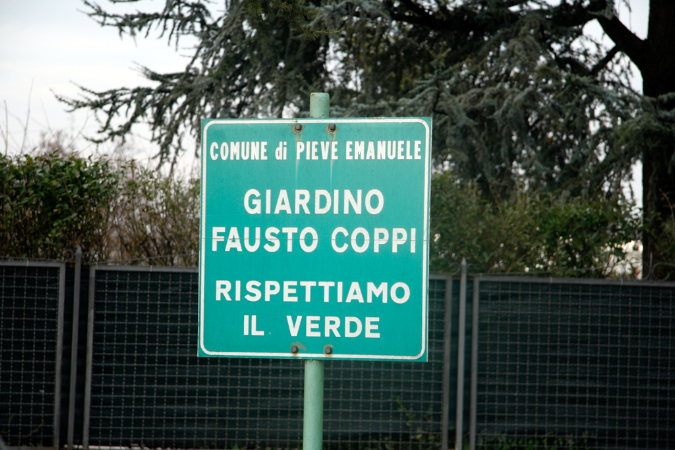 COMUNE di PIEVE EMANUELE
GIARDINO
FAUSTO COPPI
RISPETTIAMO
IL VERDE